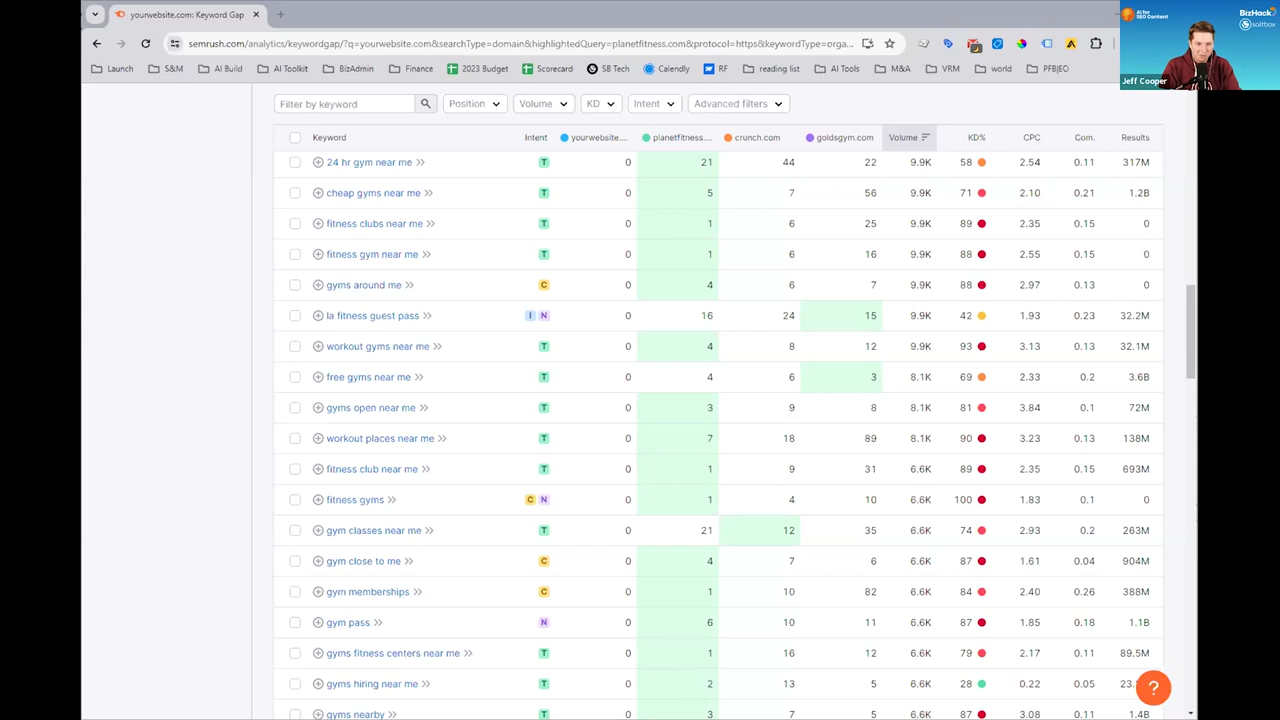 yourwebsite.com: Keyword Gap
semrush.com/analytics/keywordgap/?q=yourwebsite.com&searchType=domain&highlightedQuery=planetfitness.com&protocol=https&keywordType=orga...
AI for SEO Content
BizHack
saltbox
Jeff Cooper
Launch S&M AI Build AI Toolkit BizAdmin Finance 2023 Budget Scorecard SB Tech Calendly RF reading list AI Tools M&A VRM world PFBJEO
Filter by keyword Position Volume KD Intent Advanced filters
Keyword Intent yourwebsite.... planetfitness.... crunch.com goldsgym.com Volume KD% CPC Com. Results
24 hr gym near me T 0 21 44 22 9.9K 58 2.54 0.11 317M
cheap gyms near me T 0 5 7 56 9.9K 71 2.10 0.21 1.2B
fitness clubs near me T 0 1 6 25 9.9K 89 2.35 0.15 0
fitness gym near me T 0 1 6 16 9.9K 88 2.55 0.15 0
gyms around me C 0 4 6 7 9.9K 88 2.97 0.13 0
la fitness guest pass I N 0 16 24 15 9.9K 42 1.93 0.23 32.2M
workout gyms near me T 0 4 8 12 9.9K 93 3.13 0.13 32.1M
free gyms near me T 0 4 6 3 8.1K 69 2.33 0.2 3.6B
gyms open near me T 0 3 9 8 8.1K 81 3.84 0.1 72M
workout places near me T 0 7 18 89 8.1K 90 3.23 0.13 138M
fitness club near me T 0 1 9 31 6.6K 89 2.35 0.15 693M
fitness gyms C N 0 1 4 10 6.6K 100 1.83 0.1 0
gym classes near me T 0 21 12 35 6.6K 74 2.93 0.2 263M
gym close to me C 0 4 7 6 6.6K 87 1.61 0.04 904M
gym memberships C 0 1 10 82 6.6K 84 2.40 0.26 388M
gym pass N 0 6 10 11 6.6K 87 1.85 0.18 1.1B
gyms fitness centers near me T 0 1 16 12 6.6K 79 2.17 0.11 89.5M
gyms hiring near me T 0 2 13 5 6.6K 28 0.22 0.05 23.
gyms nearby T 0 3 7 5 6.6K 87 3.08 0.11 1.4B
?